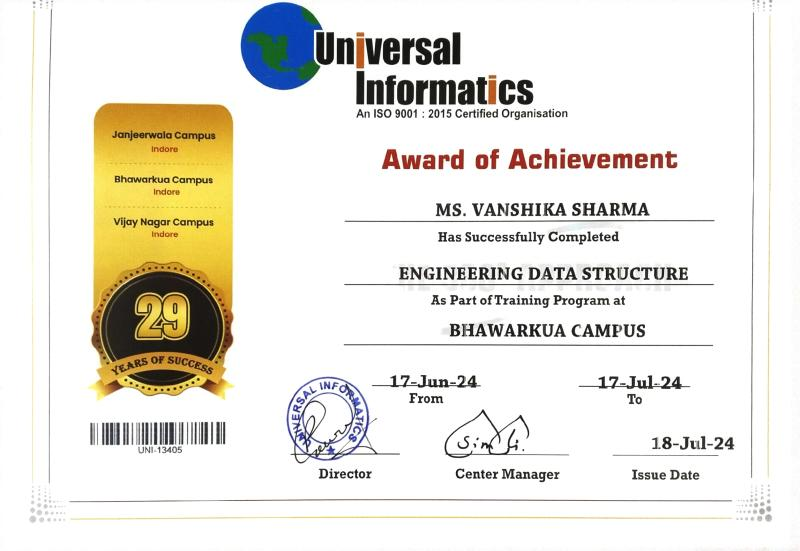 Universal
Informatics
An ISO 9001 : 2015 Certified Organisation
Janjeerwala Campus
Indore
Bhawarkua Campus
Indore
Vijay Nagar Campus
Indore
29
YEARS OF SUCCESS
UNI-13405
Award of Achievement
MS. VANSHIKA SHARMA
Has Successfully Completed
ENGINEERING DATA STRUCTURE
As Part of Training Program at
BHAWARKUA CAMPUS
17-Jun-24
17-Jul-24
From
To
UNIVERSAL INFORMATICS
18-Jul-24
Director
Center Manager
Issue Date